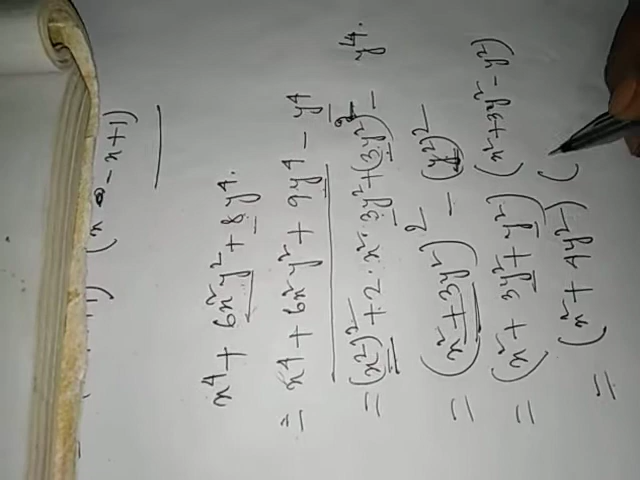 (x² - x + 1)
x⁴ + 6x²y² + 8y⁴.
= x⁴ + 6x²y² + 9y⁴ - y⁴
= (x²)² + 2.x².3y² + (3y²)² - y⁴.
= (x² + 3y²)² - (y²)²
= (x² + 3y² + y²) (x² + 3y² - y²)
= (x² + 4y²) (